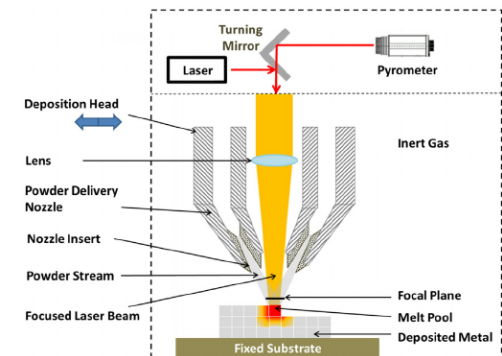 Turning
Mirror
Laser
Pyrometer
Deposition Head
Inert Gas
Lens
Powder Delivery
Nozzle
Nozzle Insert
Powder Stream
Focal Plane
Focused Laser Beam
Melt Pool
Deposited Metal
Fixed Substrate